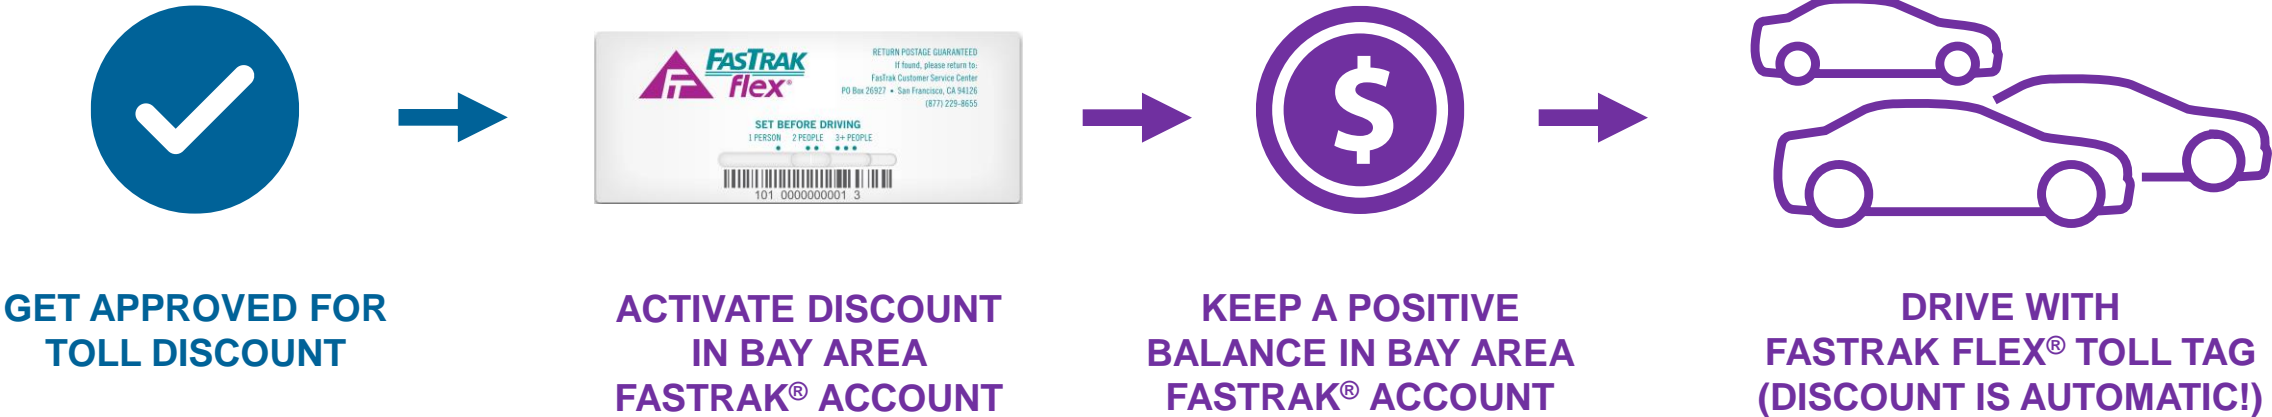 FASTRAK
flex®
RETURN POSTAGE GUARANTEED
If found, please return to:
FasTrak Customer Service Center
PO Box 26927 • San Francisco, CA 94126
(877) 229-8655
SET BEFORE DRIVING
1 PERSON 2 PEOPLE 3+ PEOPLE
101 0000000001 3
$
GET APPROVED FOR
TOLL DISCOUNT
ACTIVATE DISCOUNT
IN BAY AREA
FASTRAK® ACCOUNT
KEEP A POSITIVE
BALANCE IN BAY AREA
FASTRAK® ACCOUNT
DRIVE WITH
FASTRAK FLEX® TOLL TAG
(DISCOUNT IS AUTOMATIC!)